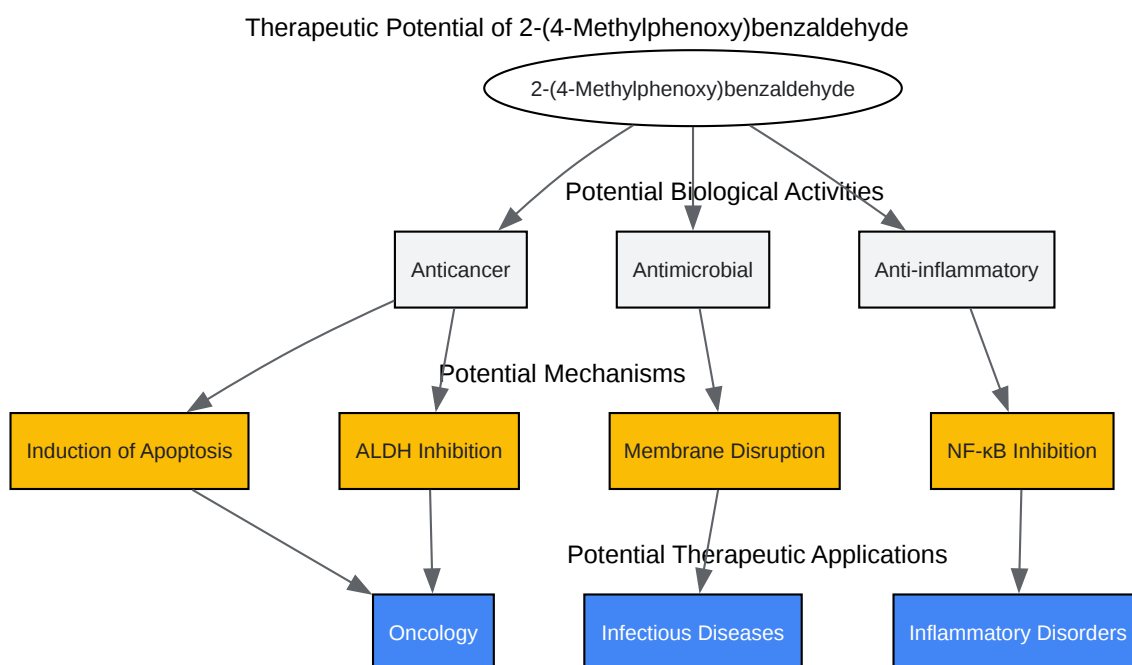 Therapeutic Potential of 2-(4-Methylphenoxy)benzaldehyde
2-(4-Methylphenoxy)benzaldehyde
Potential Biological Activities
Anticancer
Antimicrobial
Anti-inflammatory
Potential Mechanisms
Induction of Apoptosis
ALDH Inhibition
Membrane Disruption
NF-κB Inhibition
Potential Therapeutic Applications
Oncology
Infectious Diseases
Inflammatory Disorders